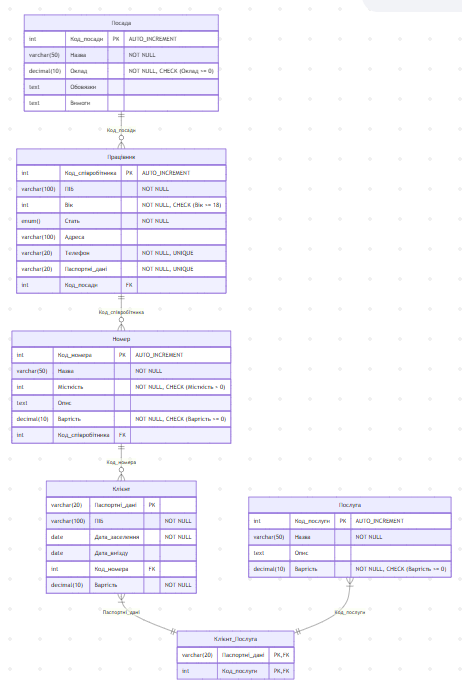 Посада
int Код_посади PK AUTO_INCREMENT
varchar(50) Назва NOT NULL
decimal(10) Оклад NOT NULL, CHECK (Оклад >= 0)
text Обовязки
text Вимоги
Код_посади
Працівник
int Код_співробітника PK AUTO_INCREMENT
varchar(100) ПІБ NOT NULL
int Вік NOT NULL, CHECK (Вік >= 18)
enum() Стать NOT NULL
varchar(100) Адреса
varchar(20) Телефон NOT NULL, UNIQUE
varchar(20) Паспортні_дані NOT NULL, UNIQUE
int Код_посади FK
Код_співробітника
Номер
int Код_номера PK AUTO_INCREMENT
varchar(50) Назва NOT NULL
int Місткість NOT NULL, CHECK (Місткість > 0)
text Опис
decimal(10) Вартість NOT NULL, CHECK (Вартість >= 0)
int Код_співробітника FK
Код_номера
Клієнт
varchar(20) Паспортні_дані PK
varchar(100) ПІБ NOT NULL
date Дата_заселення NOT NULL
date Дата_виїзду
int Код_номера FK
decimal(10) Вартість NOT NULL
Послуга
int Код_послуги PK AUTO_INCREMENT
varchar(50) Назва NOT NULL
text Опис
decimal(10) Вартість NOT NULL, CHECK (Вартість >= 0)
Паспортні_дані
Код_послуги
Клієнт_Послуга
varchar(20) Паспортні_дані PK,FK
int Код_послуги PK,FK